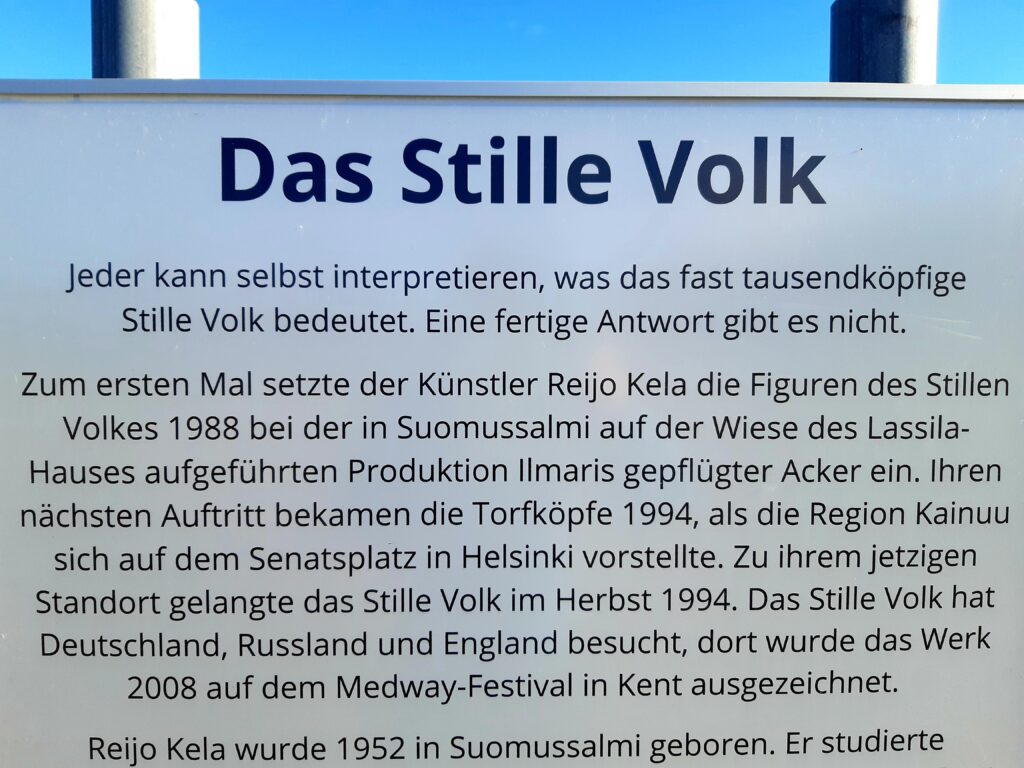 Das Stille Volk
Jeder kann selbst interpretieren, was das fast tausendköpfige
Stille Volk bedeutet. Eine fertige Antwort gibt es nicht.
Zum ersten Mal setzte der Künstler Reijo Kela die Figuren des Stillen
Volkes 1988 bei der in Suomussalmi auf der Wiese des Lassila-
Hauses aufgeführten Produktion Ilmaris gepflügter Acker ein. Ihren
nächsten Auftritt bekamen die Torfköpfe 1994, als die Region Kainuu
sich auf dem Senatsplatz in Helsinki vorstellte. Zu ihrem jetzigen
Standort gelangte das Stille Volk im Herbst 1994. Das Stille Volk hat
Deutschland, Russland und England besucht, dort wurde das Werk
2008 auf dem Medway-Festival in Kent ausgezeichnet.
Reijo Kela wurde 1952 in Suomussalmi geboren. Er studierte